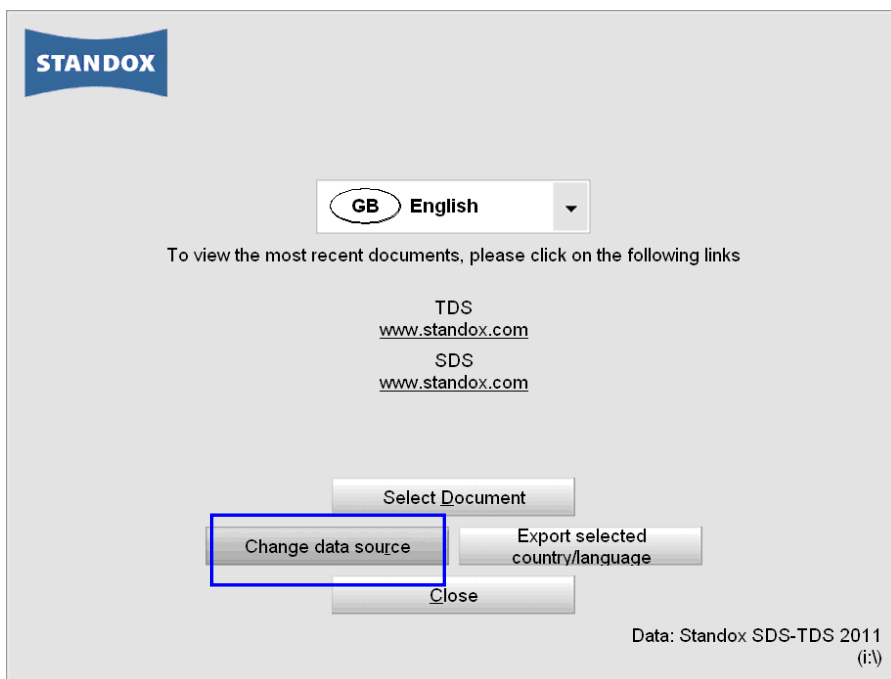 STANDOX
GB English
To view the most recent documents, please click on the following links
TDS
www.standox.com
SDS
www.standox.com
Select Document
Change data source
Export selected
country/language
Close
Data: Standox SDS-TDS 2011
(i:\)